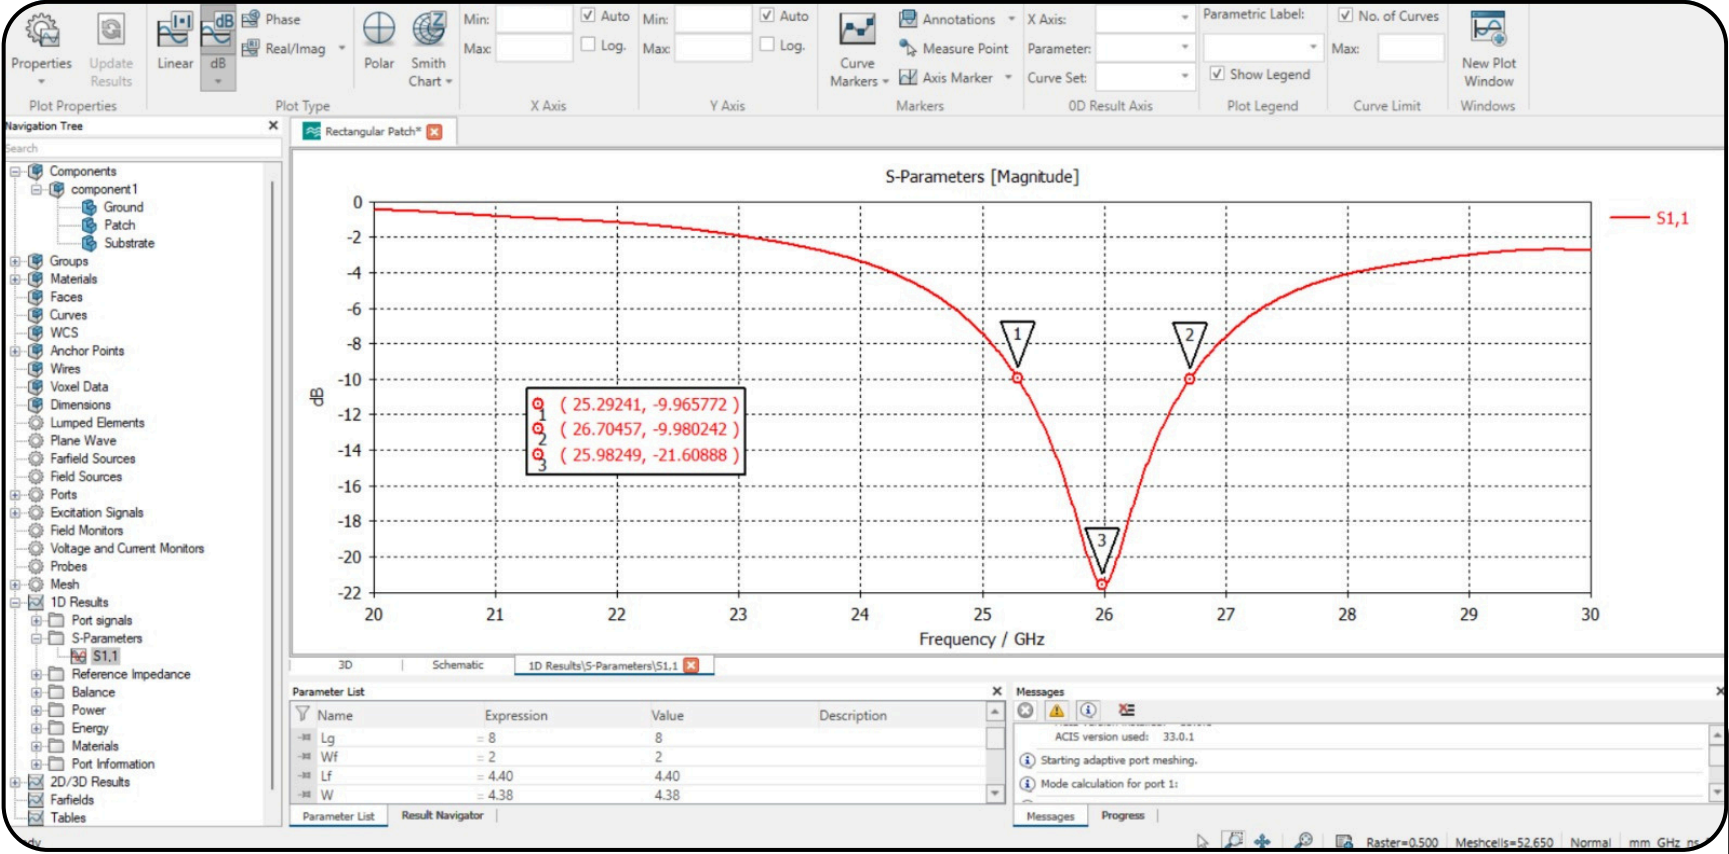 Properties
Update
Results
Plot Properties
Linear
dB
Phase
Real/Imag
Polar
Smith
Chart
Plot Type
Min:
Auto
Max:
Log.
X Axis
Min:
Auto
Max:
Log.
Y Axis
Curve
Markers
Annotations
Measure Point
Axis Marker
Markers
X Axis:
Parameter:
Curve Set:
0D Result Axis
Parametric Label:
Show Legend
Plot Legend
No. of Curves
Max:
Curve Limit
New Plot
Window
Windows
Navigation Tree
Search
Components
component1
Ground
Patch
Substrate
Groups
Materials
Faces
Curves
WCS
Anchor Points
Wires
Voxel Data
Dimensions
Lumped Elements
Plane Wave
Farfield Sources
Field Sources
Ports
Excitation Signals
Field Monitors
Voltage and Current Monitors
Probes
Mesh
1D Results
Port signals
S-Parameters
S1,1
Reference Impedance
Balance
Power
Energy
Materials
Port Information
2D/3D Results
Farfields
Tables
Rectangular Patch*
S-Parameters [Magnitude]
S1,1
0
-2
-4
-6
-8
-10
-12
-14
-16
-18
-20
-22
dB
1
2
3
1 ( 25.29241, -9.965772 )
2 ( 26.70457, -9.980242 )
3 ( 25.98249, -21.60888 )
20 21 22 23 24 25 26 27 28 29 30
Frequency / GHz
3D Schematic 1D Results\S-Parameters\S1,1
Parameter List
Name Expression Value Description
Lg = 8 8
Wf = 2 2
Lf = 4.40 4.40
W = 4.38 4.38
Parameter List Result Navigator
Messages
ACIS version used: 33.0.1
Starting adaptive port meshing.
Mode calculation for port 1:
Messages Progress
Raster=0.500 Meshcells=52,650 Normal mm GHz ns